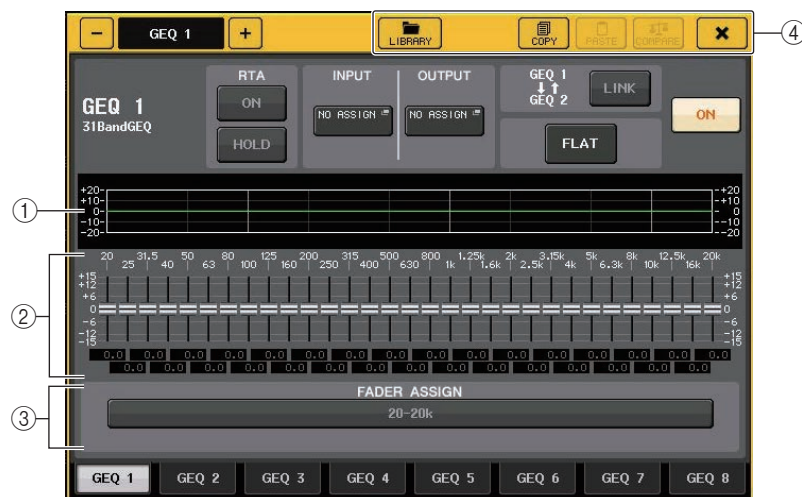 GEQ 1
LIBRARY
COPY
PASTE
COMPARE
④
GEQ 1
31BandGEQ
RTA
ON
HOLD
INPUT
NO ASSIGN
OUTPUT
NO ASSIGN
GEQ 1
GEQ 2
LINK
FLAT
ON
①
+20 +20
+10 +10
0 0
-10 -10
-20 -20
②
20 31.5 50 80 125 200 315 500 800 1.25k 2k 3.15k 5k 8k 12.5k 20k
25 40 63 100 160 250 400 630 1k 1.6k 2.5k 4k 6.3k 10k 16k
+15 +15
+12 +12
+6 +6
0 0
-6 -6
-12 -12
-15 -15
0.0 0.0 0.0 0.0 0.0 0.0 0.0 0.0 0.0 0.0 0.0 0.0 0.0 0.0 0.0 0.0
0.0 0.0 0.0 0.0 0.0 0.0 0.0 0.0 0.0 0.0 0.0 0.0 0.0 0.0 0.0
③
FADER ASSIGN
20-20k
GEQ 1 GEQ 2 GEQ 3 GEQ 4 GEQ 5 GEQ 6 GEQ 7 GEQ 8